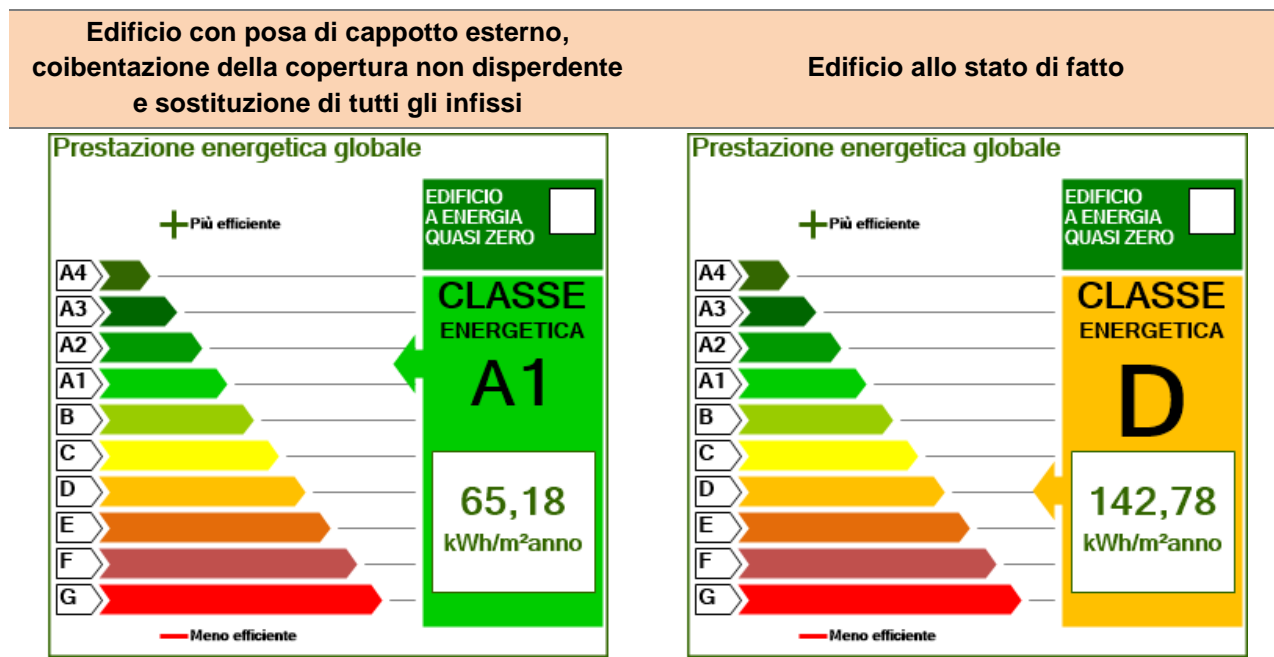 Edificio con posa di cappotto esterno,
coibentazione della copertura non disperdente
e sostituzione di tutti gli infissi
Edificio allo stato di fatto
Prestazione energetica globale
Più efficiente
EDIFICIO
A ENERGIA
QUASI ZERO
A4
A3
A2
A1
B
C
D
E
F
G
CLASSE
ENERGETICA
A1
65,18
kWh/m²anno
Meno efficiente
Prestazione energetica globale
Più efficiente
EDIFICIO
A ENERGIA
QUASI ZERO
A4
A3
A2
A1
B
C
D
E
F
G
CLASSE
ENERGETICA
D
142,78
kWh/m²anno
Meno efficiente